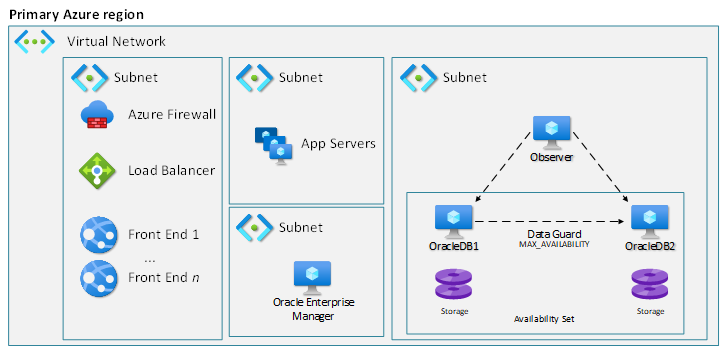 Primary Azure region
Virtual Network
Subnet
Azure Firewall
Load Balancer
Front End 1
...
Front End n
Subnet
App Servers
Subnet
Oracle Enterprise
Manager
Subnet
Observer
OracleDB1
Data Guard
MAX_AVAILABILITY
OracleDB2
Storage
Storage
Availability Set